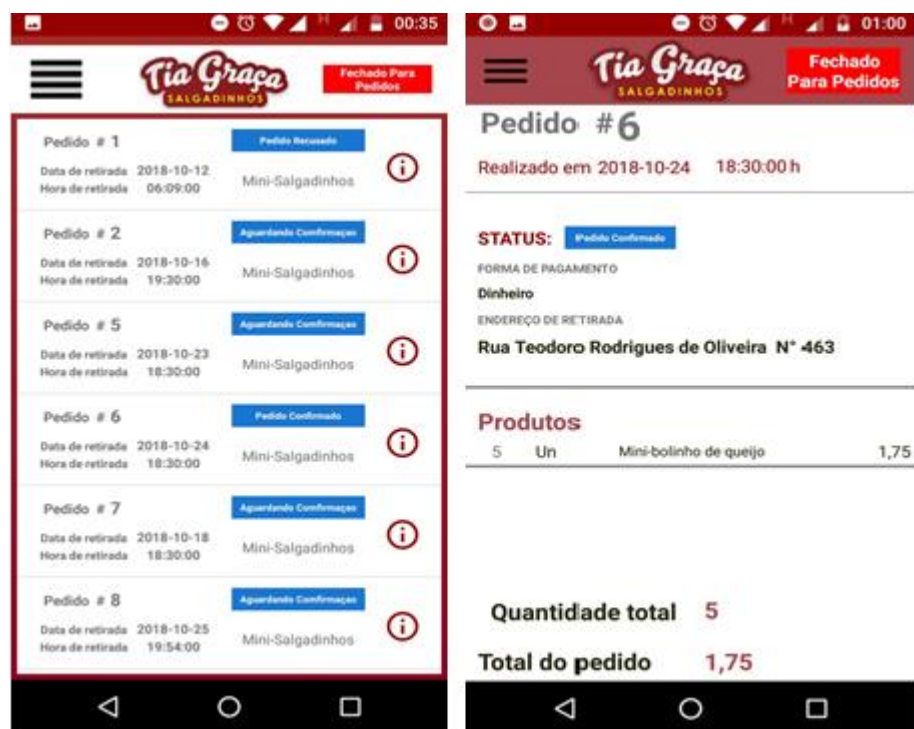 00:35
Tia Graça
SALGADINHOS
Fechado Para
Pedidos
Pedido # 1
Pedido Recusado
Data de retirada 2018-10-12
Hora de retirada 06:09:00
Mini-Salgadinhos
Pedido # 2
Aguardando Comfirmaçao
Data de retirada 2018-10-16
Hora de retirada 19:30:00
Mini-Salgadinhos
Pedido # 5
Aguardando Comfirmaçao
Data de retirada 2018-10-23
Hora de retirada 18:30:00
Mini-Salgadinhos
Pedido # 6
Pedido Confirmado
Data de retirada 2018-10-24
Hora de retirada 18:30:00
Mini-Salgadinhos
Pedido # 7
Aguardando Comfirmaçao
Data de retirada 2018-10-18
Hora de retirada 18:30:00
Mini-Salgadinhos
Pedido # 8
Aguardando Comfirmaçao
Data de retirada 2018-10-25
Hora de retirada 19:54:00
Mini-Salgadinhos
01:00
Tia Graça
SALGADINHOS
Fechado
Para Pedidos
Pedido #6
Realizado em 2018-10-24 18:30:00 h
STATUS: Pedido Confirmado
FORMA DE PAGAMENTO
Dinheiro
ENDEREÇO DE RETIRADA
Rua Teodoro Rodrigues de Oliveira N° 463
Produtos
5 Un Mini-bolinho de queijo 1,75
Quantidade total 5
Total do pedido 1,75